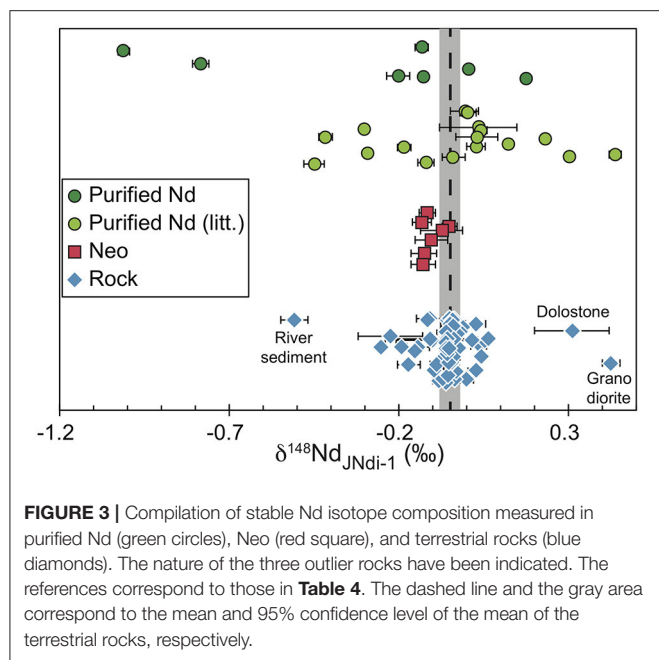 Purified Nd
Purified Nd (litt.)
Neo
Rock
River
sediment
Dolostone
Grano
diorite
-1.2 -0.7 -0.2 0.3
δ¹⁴⁸Nd_JNdi-1 (‰)
FIGURE 3 | Compilation of stable Nd isotope composition measured in
purified Nd (green circles), Neo (red square), and terrestrial rocks (blue
diamonds). The nature of the three outlier rocks have been indicated. The
references correspond to those in Table 4. The dashed line and the gray area
correspond to the mean and 95% confidence level of the mean of the
terrestrial rocks, respectively.